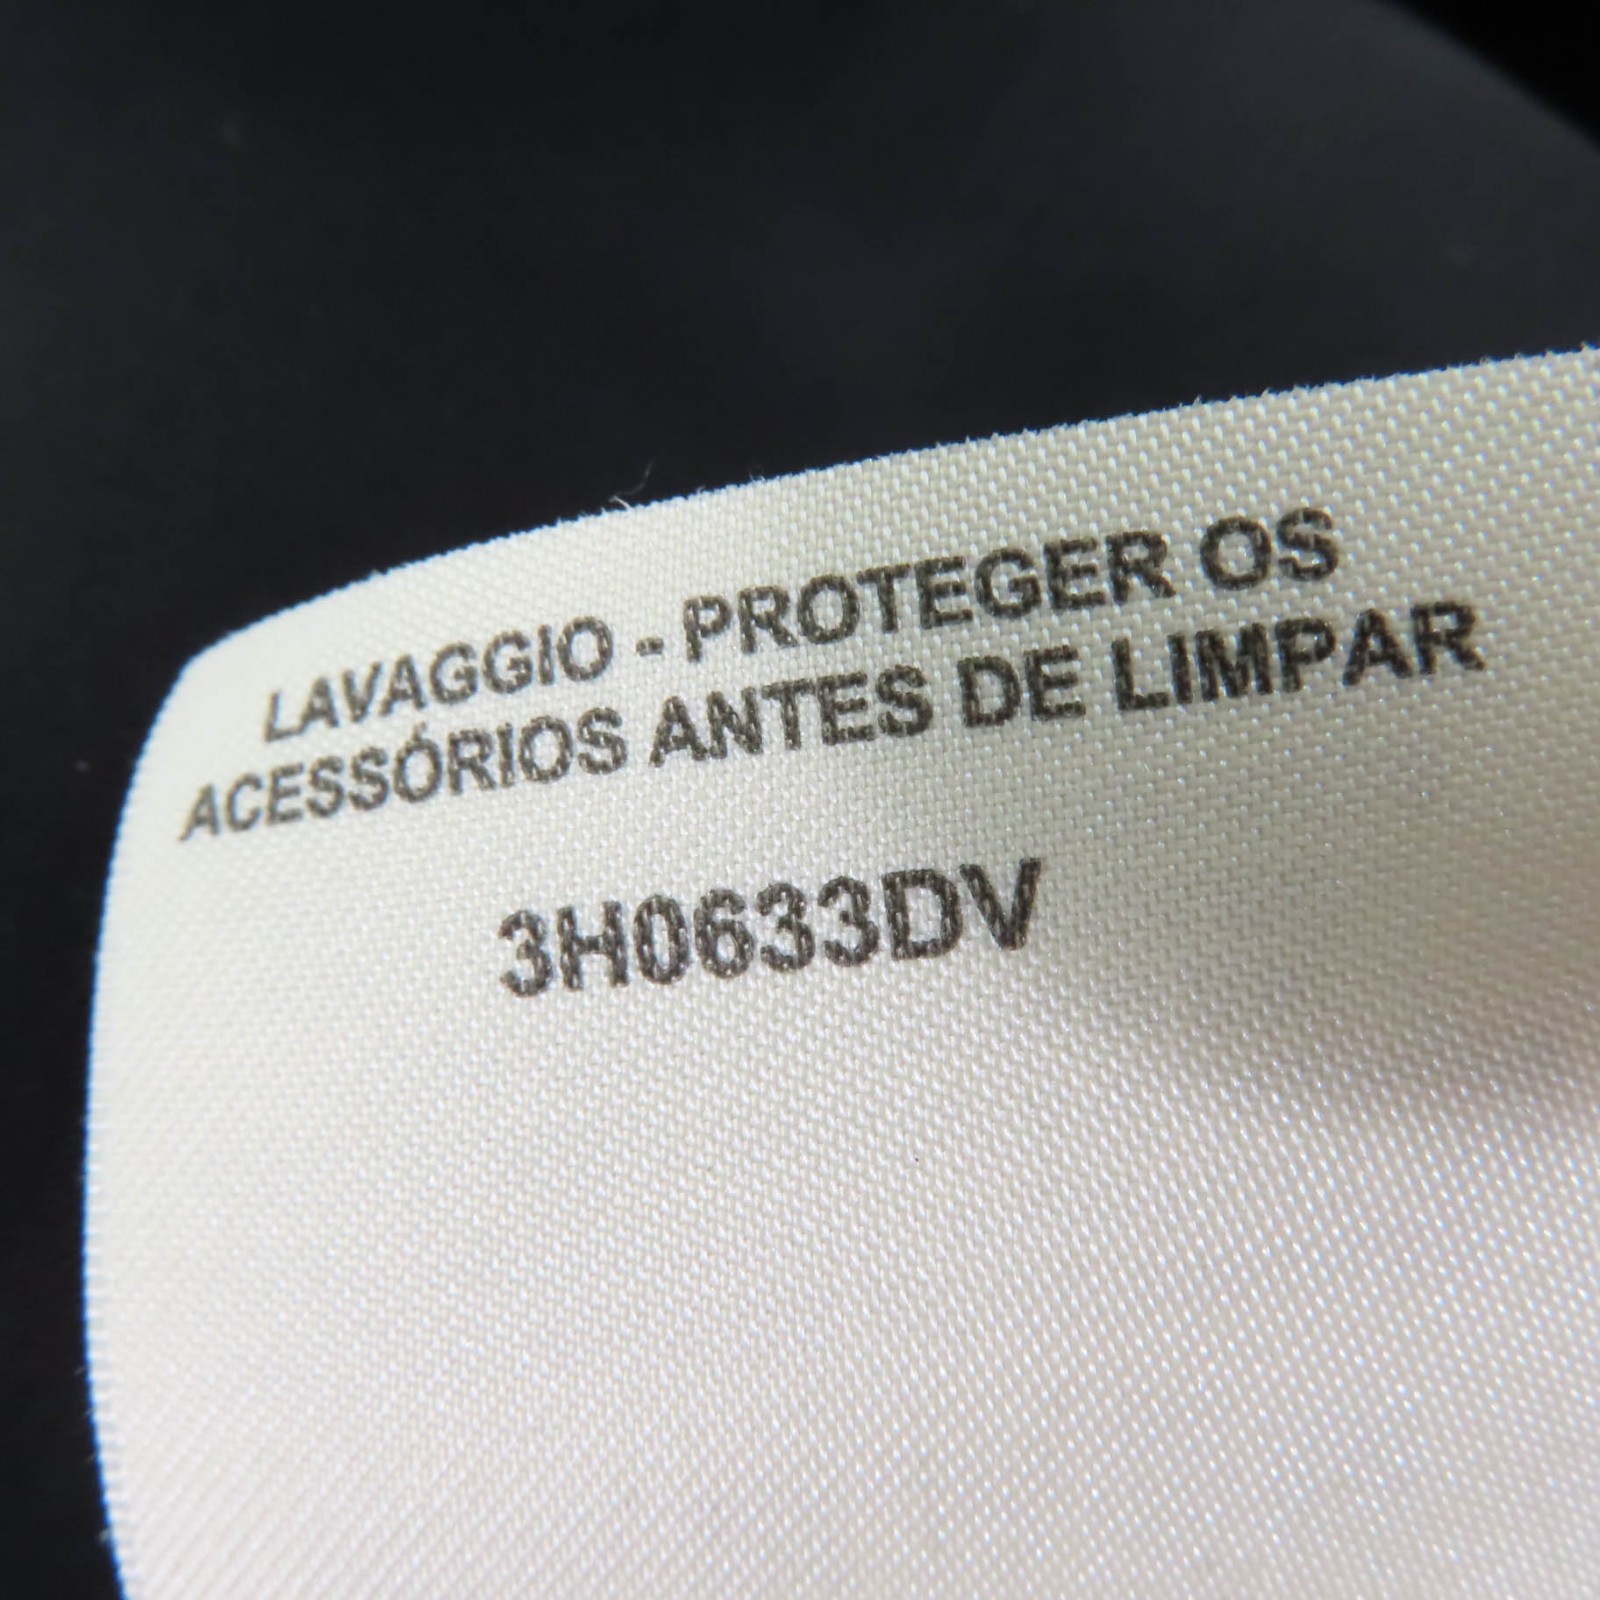 LAVAGGIO - PROTEGER OS
ACESSÓRIOS ANTES DE LIMPAR
3H0633DV